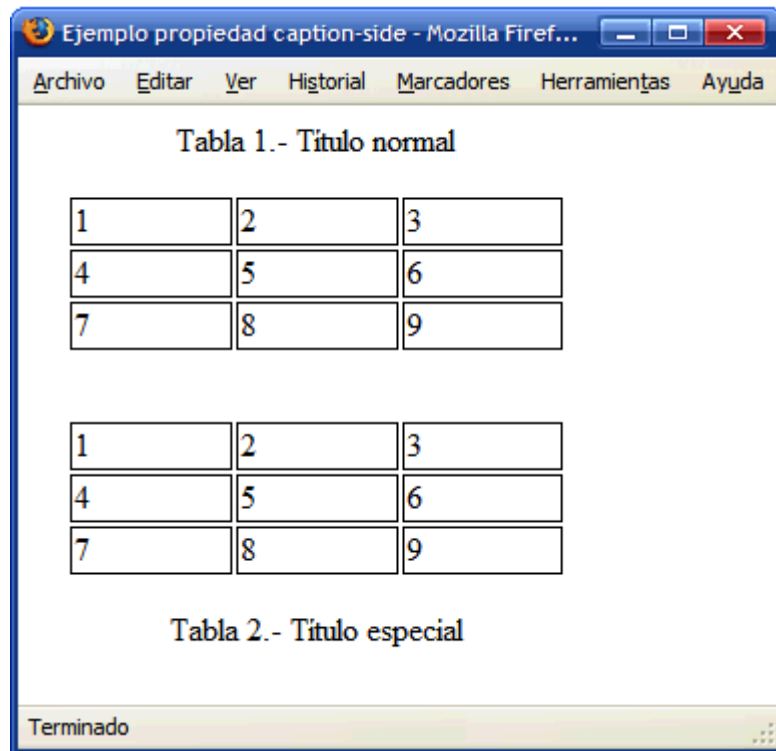 Ejemplo propiedad caption-side - Mozilla Firef...
Archivo Editar Ver Historial Marcadores Herramientas Ayuda
Tabla 1.- Título normal
1 2 3
4 5 6
7 8 9
1 2 3
4 5 6
7 8 9
Tabla 2.- Título especial
Terminado